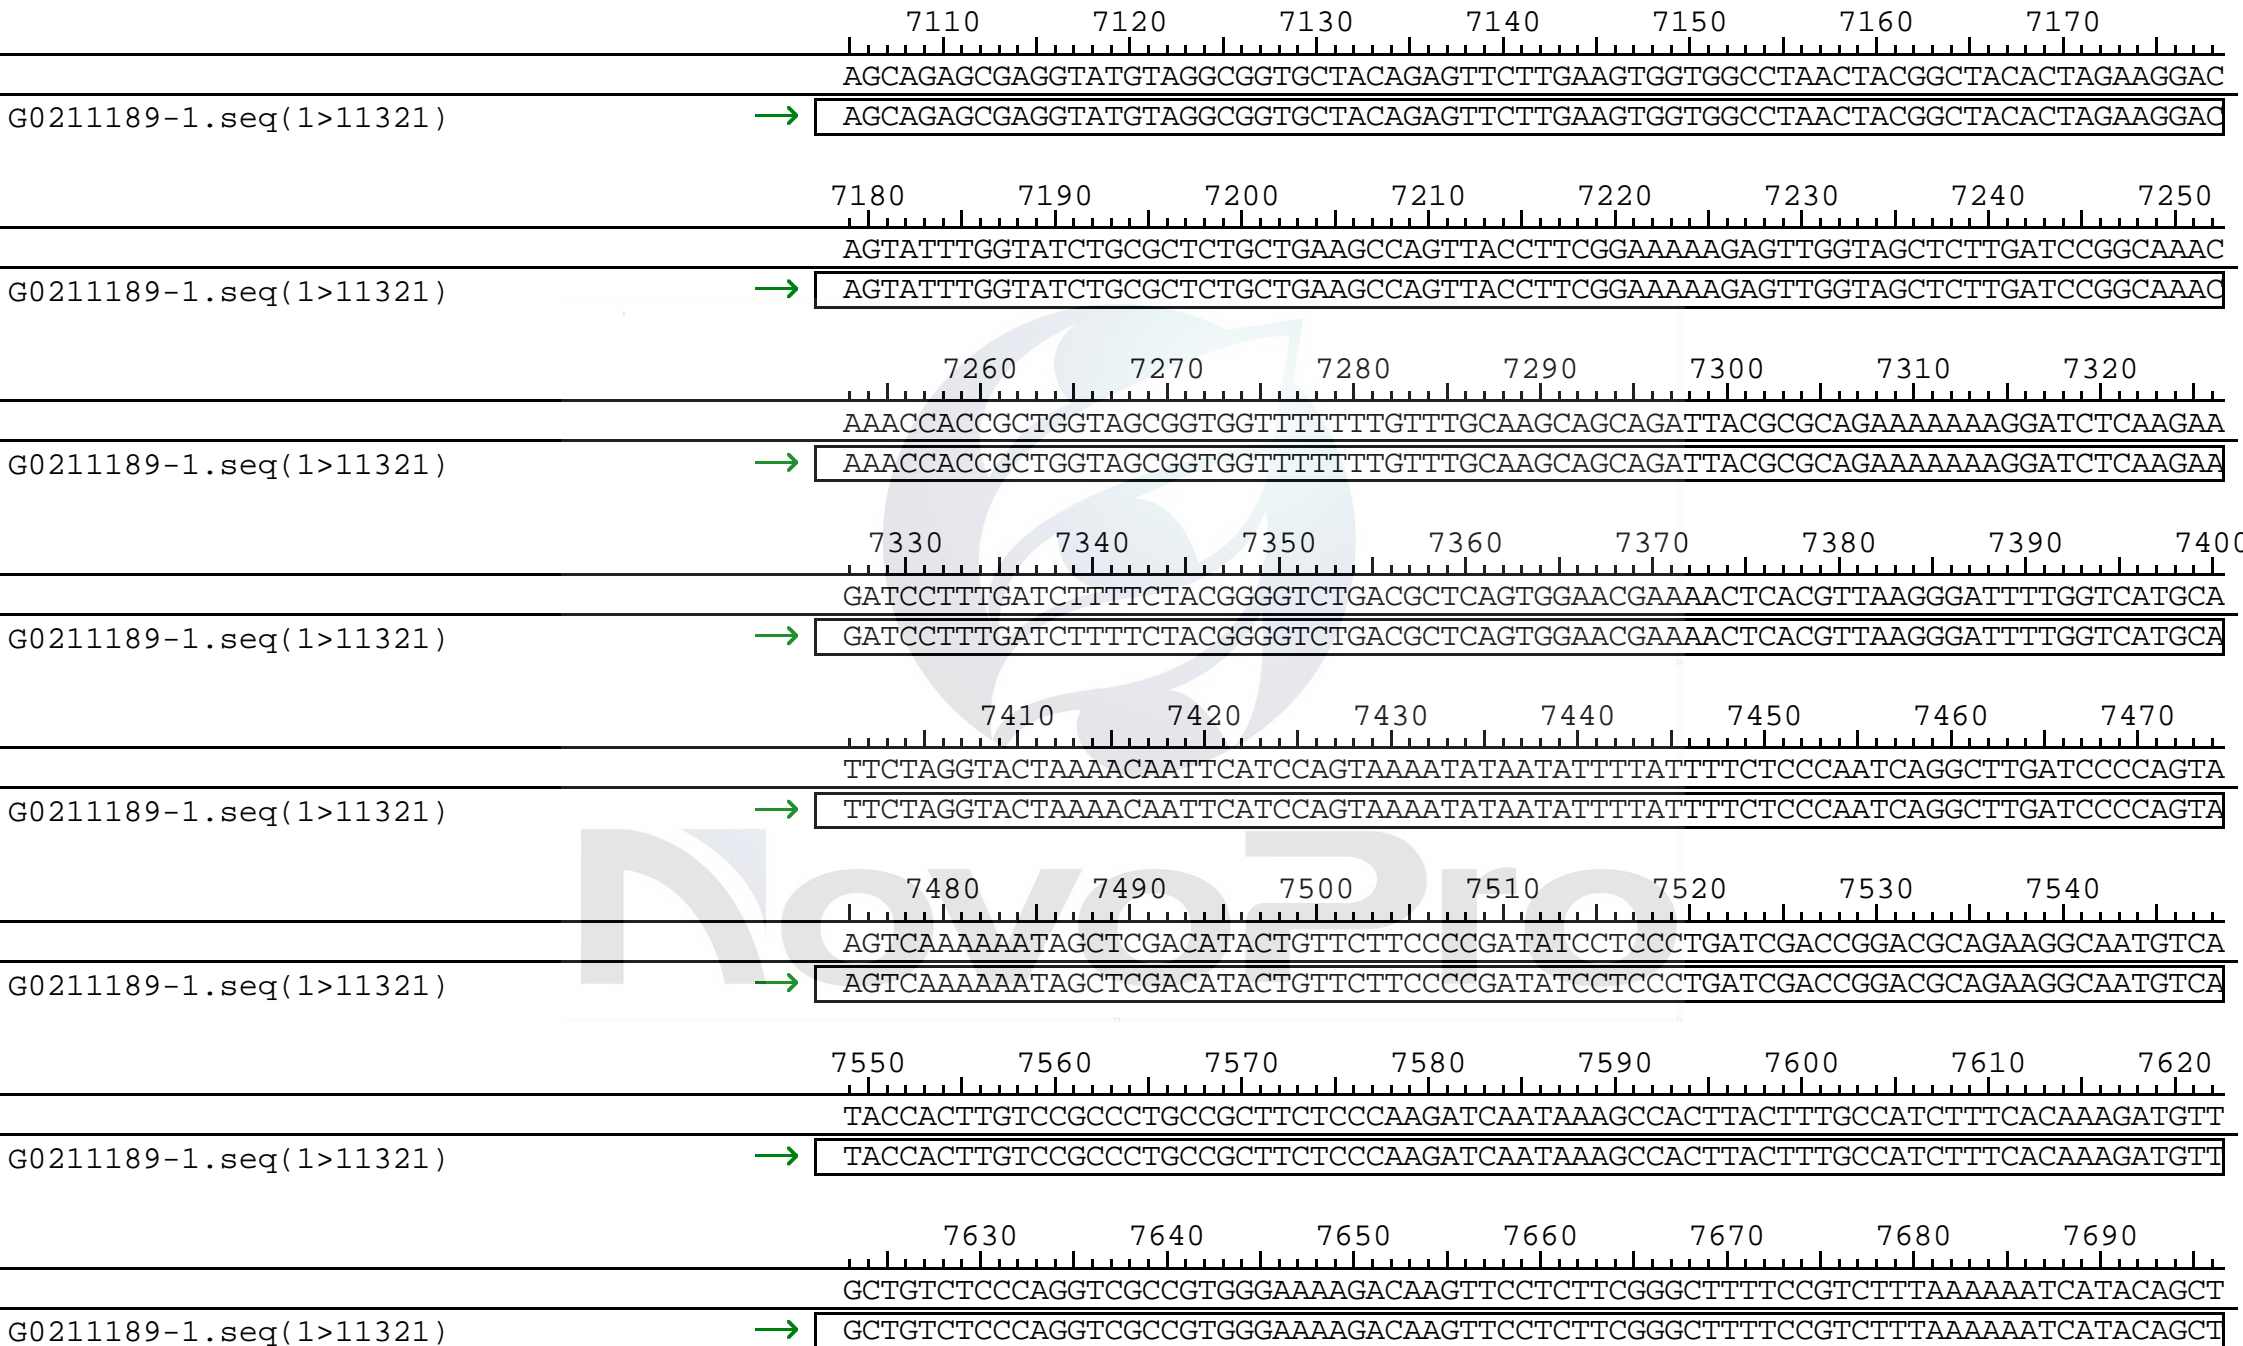 7110 7120 7130 7140 7150 7160 7170
AGCAGAGCGAGGTATGTAGGCGGTGCTACAGAGTTCTTGAAGTGGTGGCCTAACTACGGCTACACTAGAAGGAC
G0211189-1.seq(1>11321) → AGCAGAGCGAGGTATGTAGGCGGTGCTACAGAGTTCTTGAAGTGGTGGCCTAACTACGGCTACACTAGAAGGAC
7180 7190 7200 7210 7220 7230 7240 7250
AGTATTTGGTATCTGCGCTCTGCTGAAGCCAGTTACCTTCGGAAAAAGAGTTGGTAGCTCTTGATCCGGCAAAC
G0211189-1.seq(1>11321) → AGTATTTGGTATCTGCGCTCTGCTGAAGCCAGTTACCTTCGGAAAAAGAGTTGGTAGCTCTTGATCCGGCAAAC
7260 7270 7280 7290 7300 7310 7320
AAACCACCGCTGGTAGCGGTGGTTTTTTTGTTTGCAAGCAGCAGATTACGCGCAGAAAAAAAGGATCTCAAGAA
G0211189-1.seq(1>11321) → AAACCACCGCTGGTAGCGGTGGTTTTTTTGTTTGCAAGCAGCAGATTACGCGCAGAAAAAAAGGATCTCAAGAA
7330 7340 7350 7360 7370 7380 7390 7400
GATCCTTTGATCTTTTCTACGGGGTCTGACGCTCAGTGGAACGAAAACTCACGTTAAGGGATTTTGGTCATGCA
G0211189-1.seq(1>11321) → GATCCTTTGATCTTTTCTACGGGGTCTGACGCTCAGTGGAACGAAAACTCACGTTAAGGGATTTTGGTCATGCA
7410 7420 7430 7440 7450 7460 7470
TTCTAGGTACTAAAACAATTCATCCAGTAAAATATAATATTTTATTTTCTCCCAATCAGGCTTGATCCCCAGTA
G0211189-1.seq(1>11321) → TTCTAGGTACTAAAACAATTCATCCAGTAAAATATAATATTTTATTTTCTCCCAATCAGGCTTGATCCCCAGTA
NovoPro
7480 7490 7500 7510 7520 7530 7540
AGTCAAAAAATAGCTCGACATACTGTTCTTCCCCGATATCCTCCCTGATCGACCGGACGCAGAAGGCAATGTCA
G0211189-1.seq(1>11321) → AGTCAAAAAATAGCTCGACATACTGTTCTTCCCCGATATCCTCCCTGATCGACCGGACGCAGAAGGCAATGTCA
7550 7560 7570 7580 7590 7600 7610 7620
TACCACTTGTCCGCCCTGCCGCTTCTCCCAAGATCAATAAAGCCACTTACTTTGCCATCTTTCACAAAGATGTT
G0211189-1.seq(1>11321) → TACCACTTGTCCGCCCTGCCGCTTCTCCCAAGATCAATAAAGCCACTTACTTTGCCATCTTTCACAAAGATGTT
7630 7640 7650 7660 7670 7680 7690
GCTGTCTCCCAGGTCGCCGTGGGAAAAGACAAGTTCCTCTTCGGGCTTTTCCGTCTTTAAAAAATCATACAGCT
G0211189-1.seq(1>11321) → GCTGTCTCCCAGGTCGCCGTGGGAAAAGACAAGTTCCTCTTCGGGCTTTTCCGTCTTTAAAAAATCATACAGCT